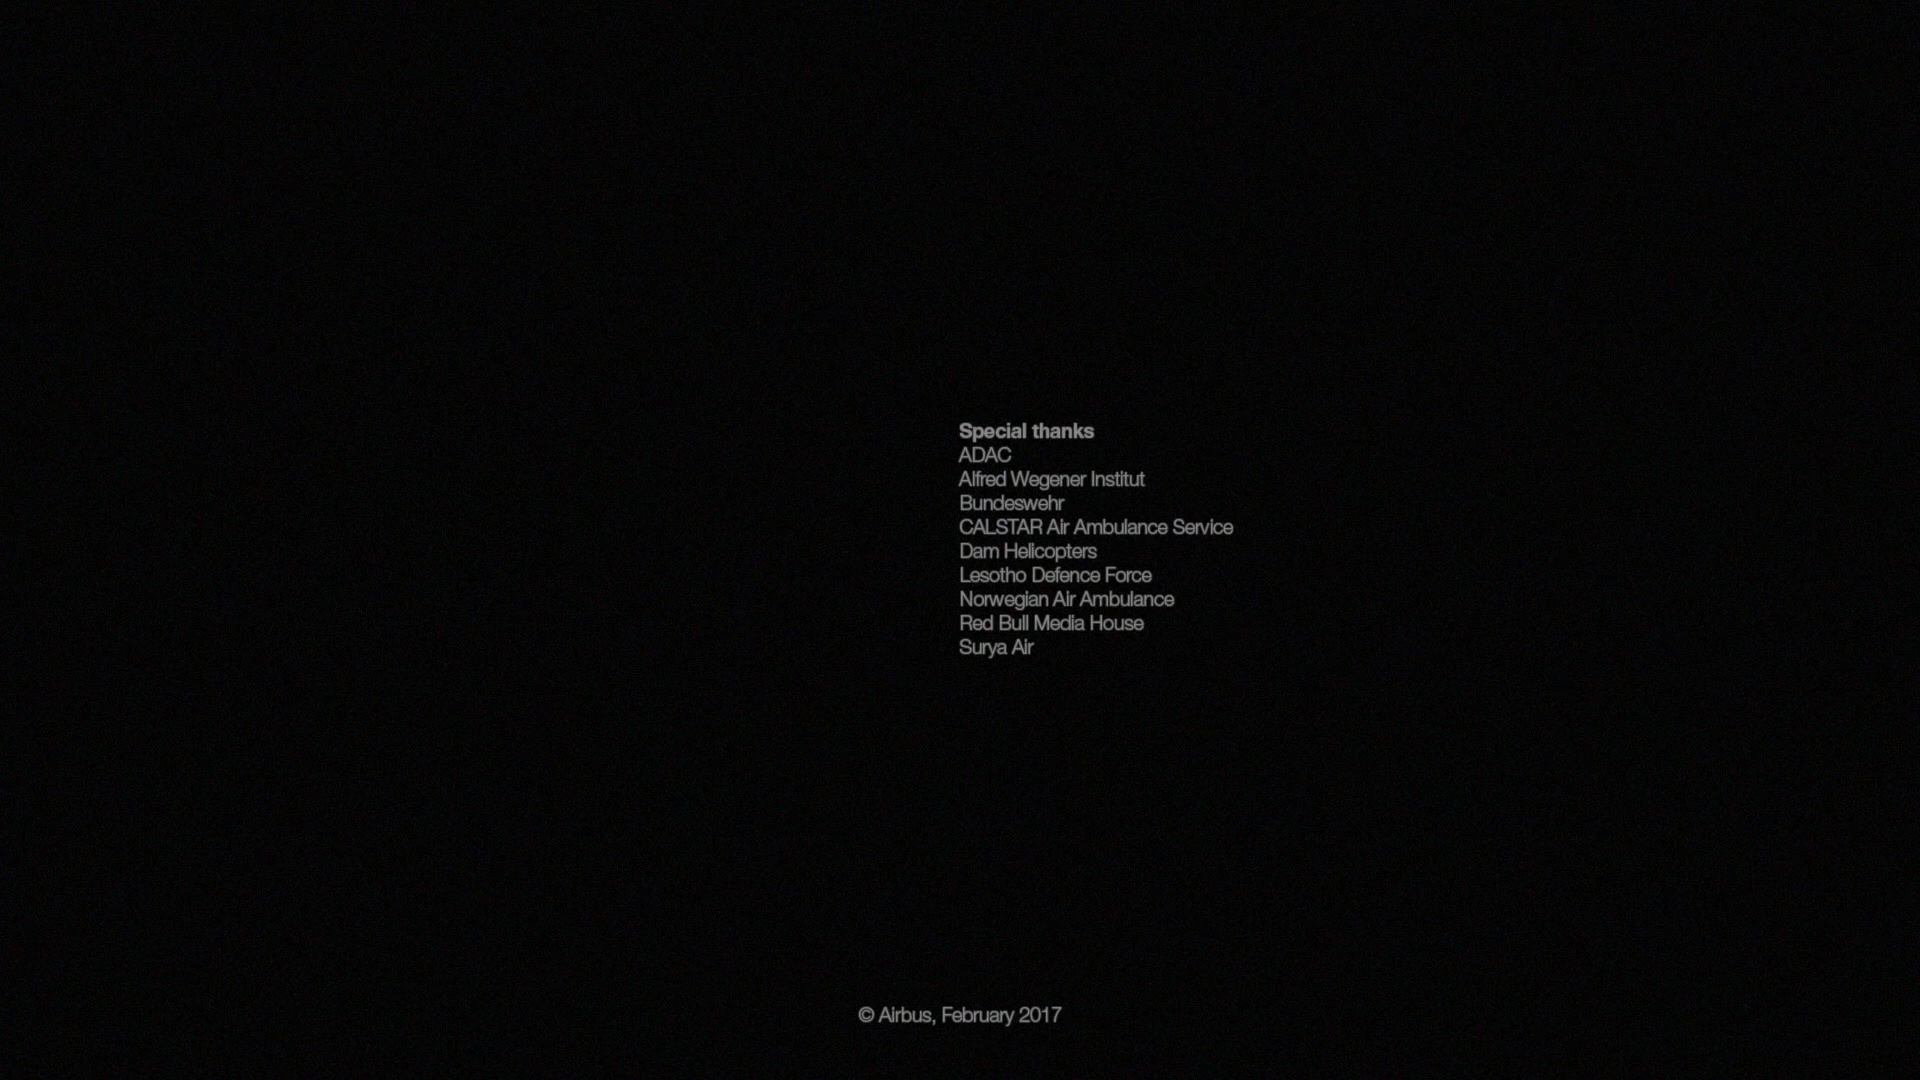 Special thanks
ADAC
Alfred Wegener Institut
Bundeswehr
CALSTAR Air Ambulance Service
Dam Helicopters
Lesotho Defence Force
Norwegian Air Ambulance
Red Bull Media House
Surya Air
© Airbus, February 2017